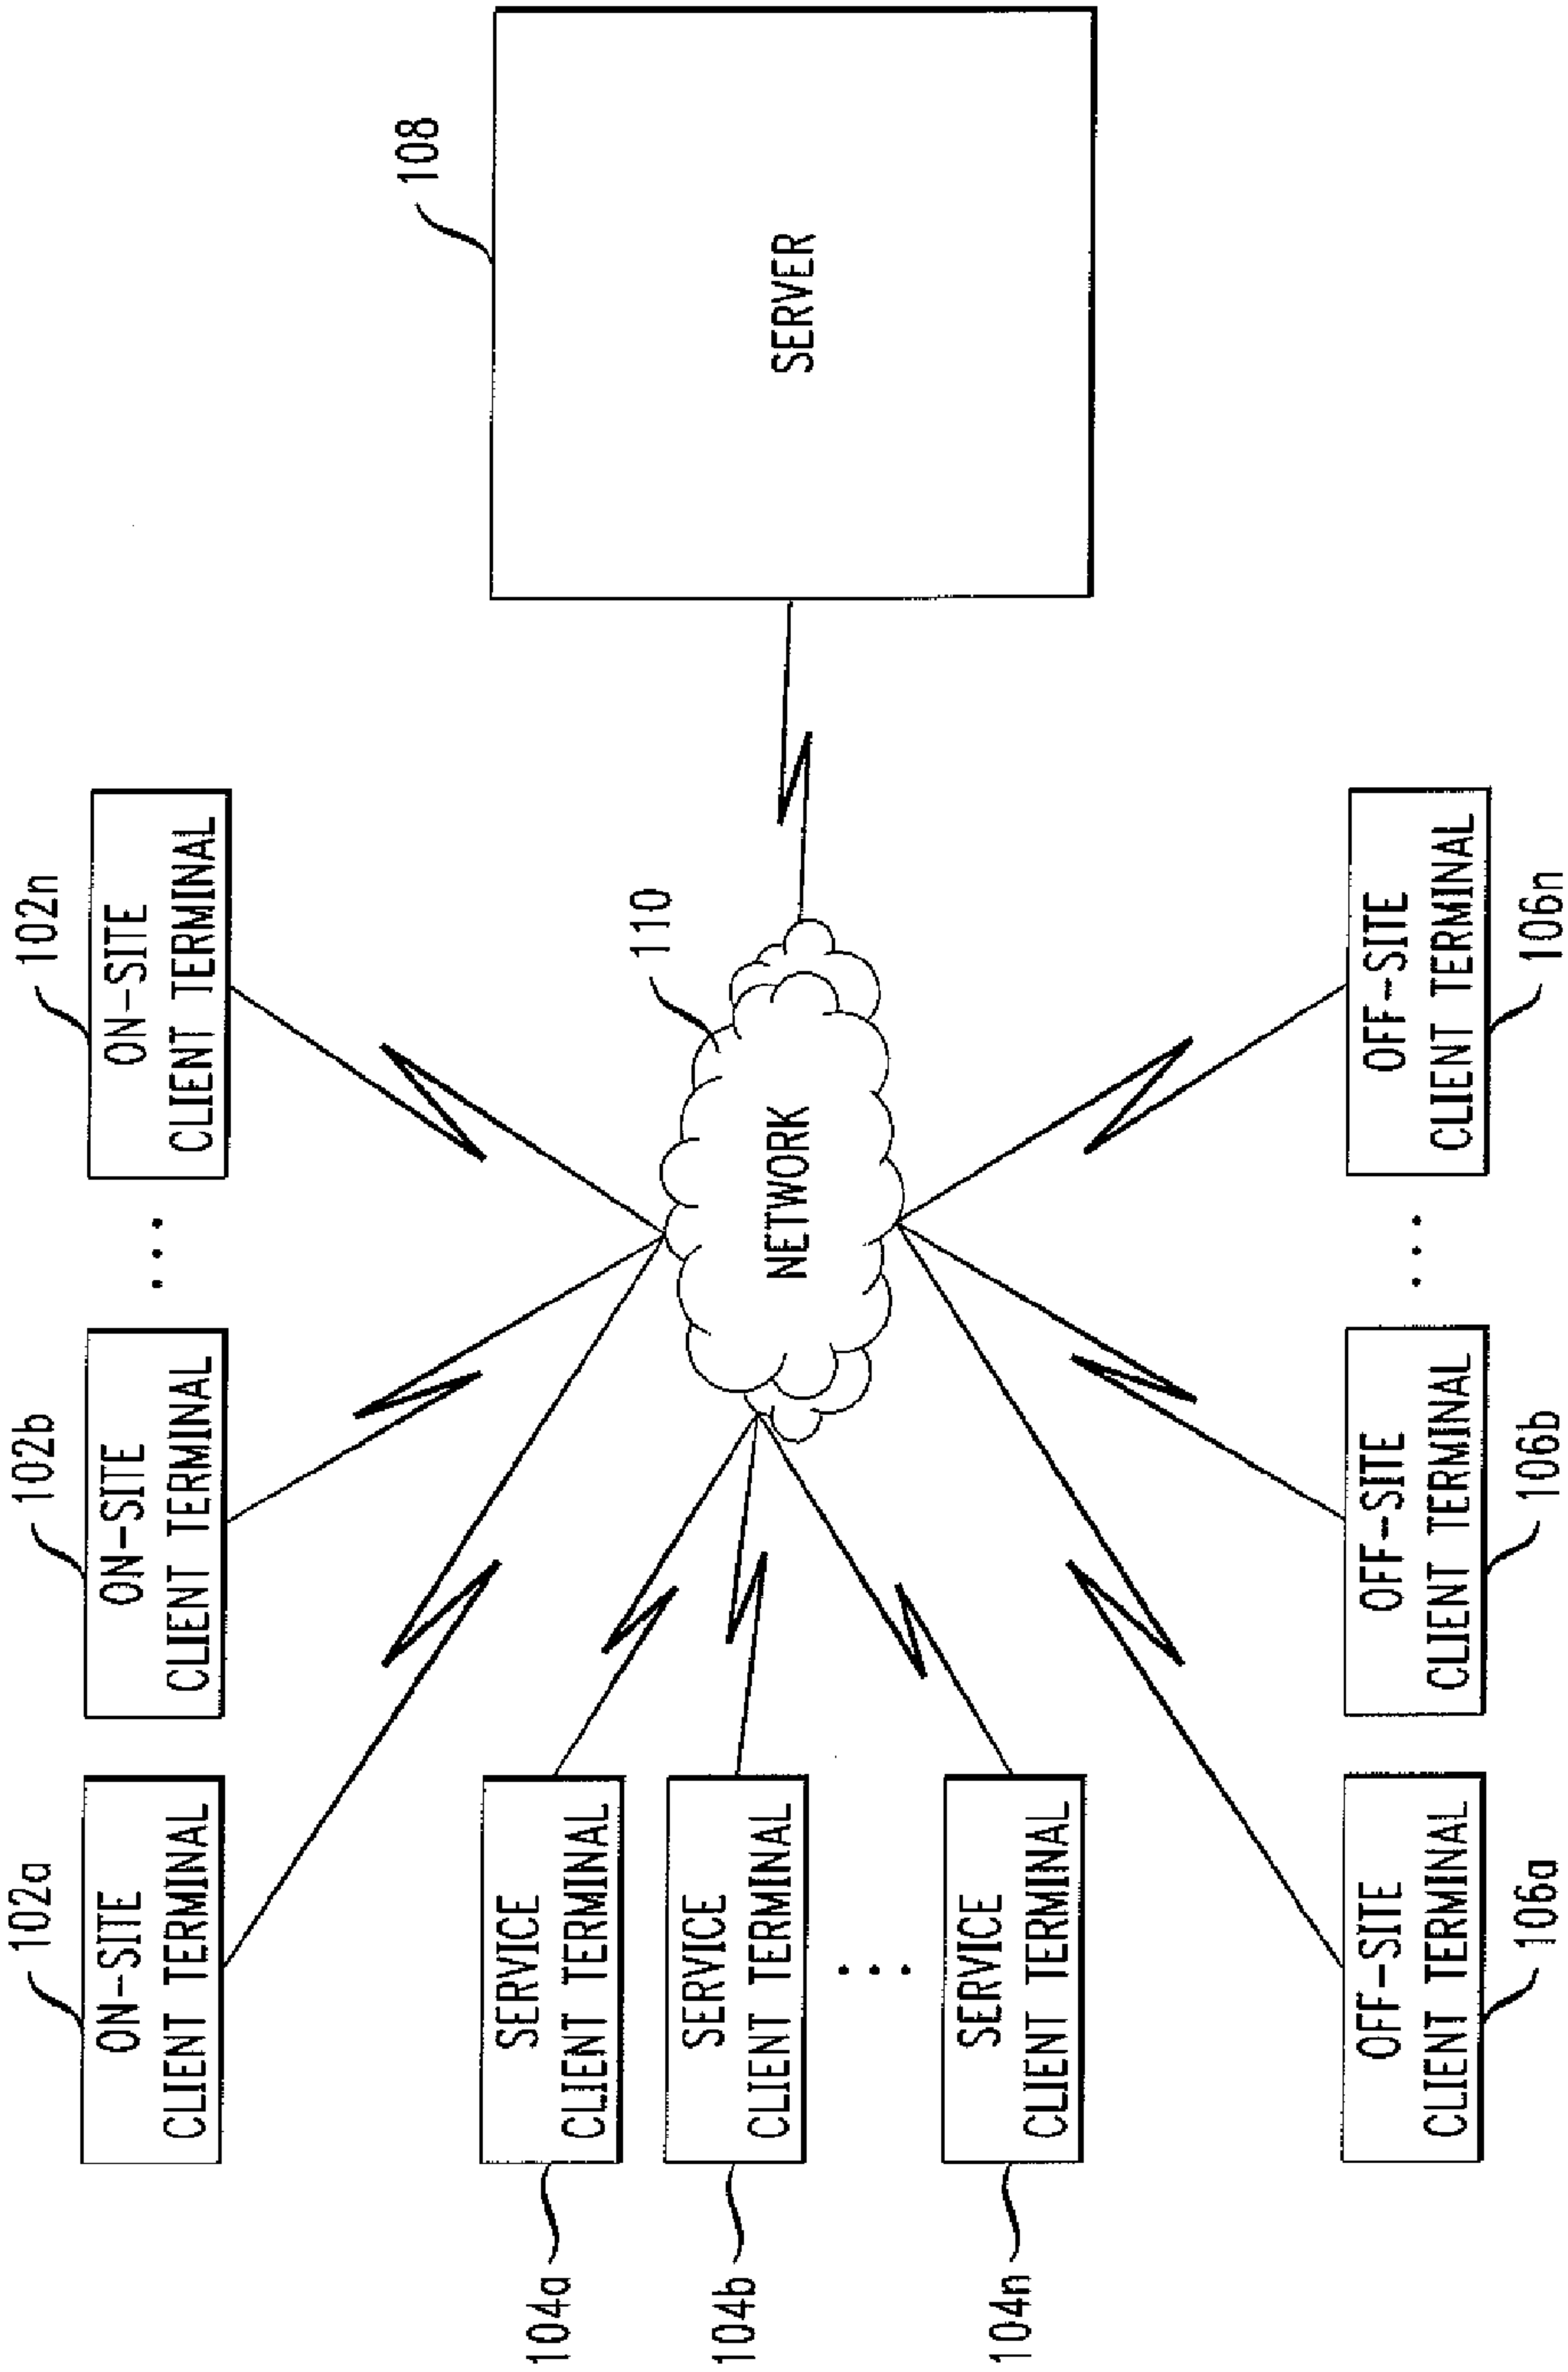 102a
ON-SITE
CLIENT TERMINAL
102b
ON-SITE
CLIENT TERMINAL
...
102n
ON-SITE
CLIENT TERMINAL
104a
SERVICE
CLIENT TERMINAL
104b
SERVICE
CLIENT TERMINAL
...
104n
SERVICE
CLIENT TERMINAL
110
NETWORK
108
SERVER
OFF-SITE
CLIENT TERMINAL
106a
OFF-SITE
CLIENT TERMINAL
106b
...
OFF-SITE
CLIENT TERMINAL
106n